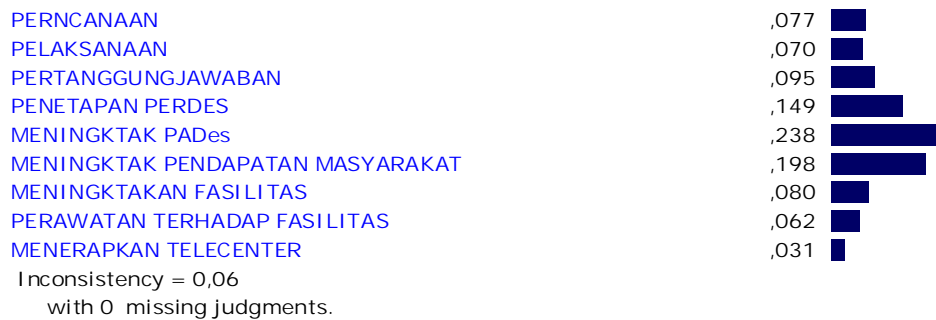 PERNCANAAN ,077
PELAKSANAAN ,070
PERTANGGUNGJAWABAN ,095
PENETAPAN PERDES ,149
MENINGKTAK PADes ,238
MENINGKTAK PENDAPATAN MASYARAKAT ,198
MENINGKTAKAN FASILITAS ,080
PERAWATAN TERHADAP FASILITAS ,062
MENERAPKAN TELECENTER ,031
Inconsistency = 0,06
with 0 missing judgments.